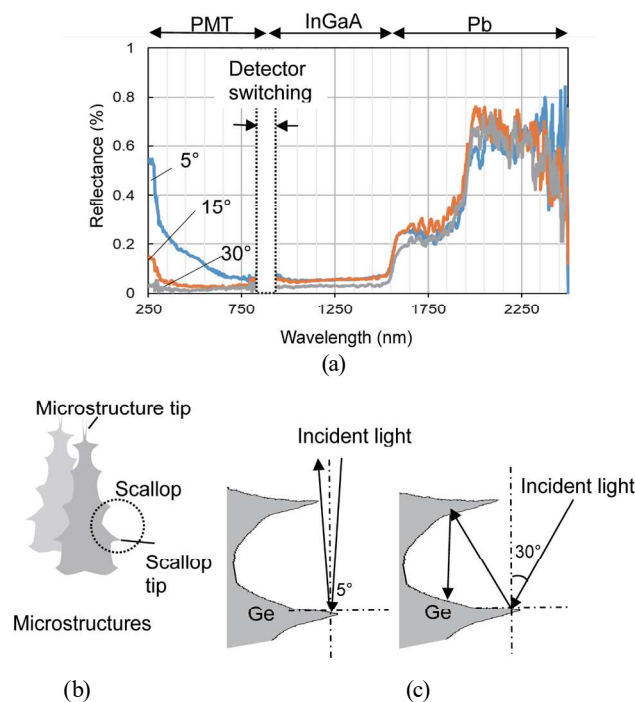 PMT InGaA Pb
1
0.8
0.6
0.4
0.2
0
Reflectance (%)
Detector
switching
5°
15°
30°
250 750 1250 1750 2250
Wavelength (nm)
(a)
Microstructure tip
Scallop
Scallop
tip
Microstructures
(b)
Incident light
5°
Ge
Incident light
30°
Ge
(c)